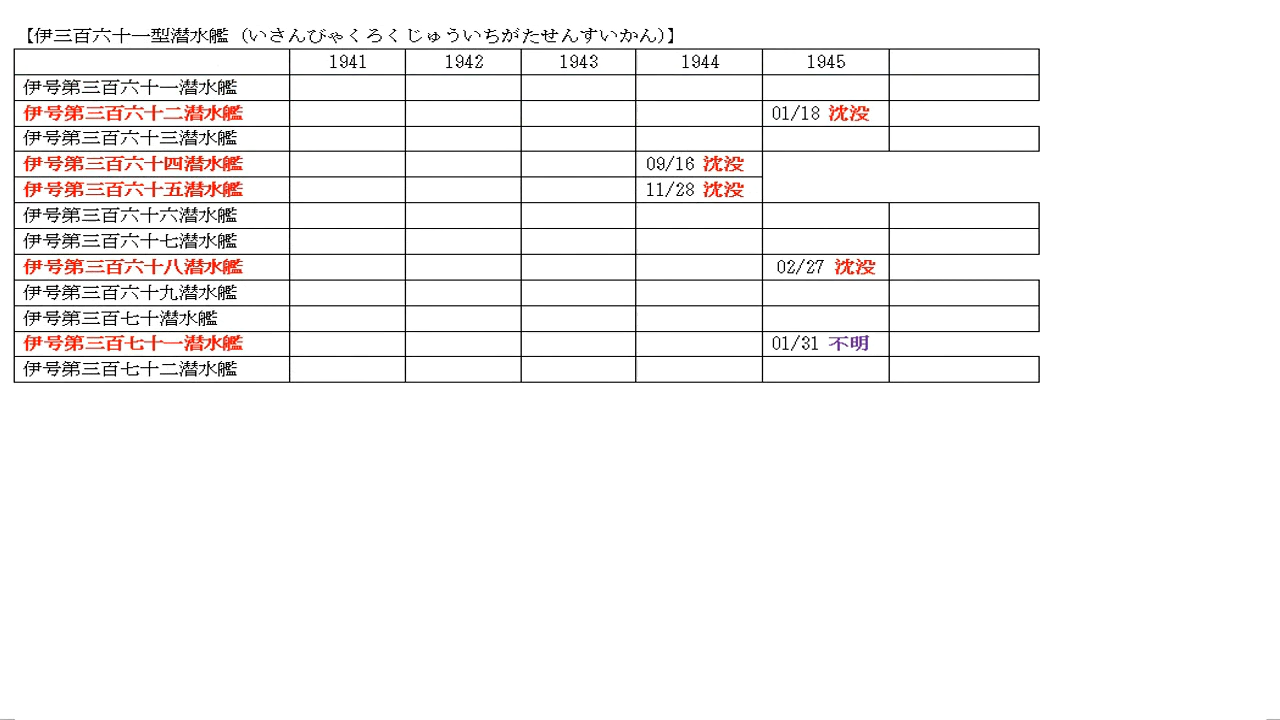 【伊三百六十一型潜水艦（いさんびゃくろくじゅういちがたせんすいかん）】
1941 1942 1943 1944 1945
伊号第三百六十一潜水艦
伊号第三百六十二潜水艦 01/18 沈没
伊号第三百六十三潜水艦
伊号第三百六十四潜水艦 09/16 沈没
伊号第三百六十五潜水艦 11/28 沈没
伊号第三百六十六潜水艦
伊号第三百六十七潜水艦
伊号第三百六十八潜水艦 02/27 沈没
伊号第三百六十九潜水艦
伊号第三百七十潜水艦
伊号第三百七十一潜水艦 01/31 不明
伊号第三百七十二潜水艦